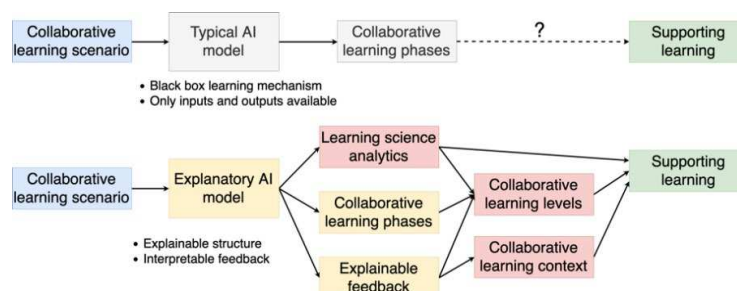 Collaborative
learning scenario
Typical AI
model
Collaborative
learning phases
?
Supporting
learning
• Black box learning mechanism
• Only inputs and outputs available
Learning science
analytics
Collaborative
learning scenario
Explanatory AI
model
Collaborative
learning phases
Collaborative
learning levels
Supporting
learning
• Explainable structure
• Interpretable feedback
Explainable
feedback
Collaborative
learning context